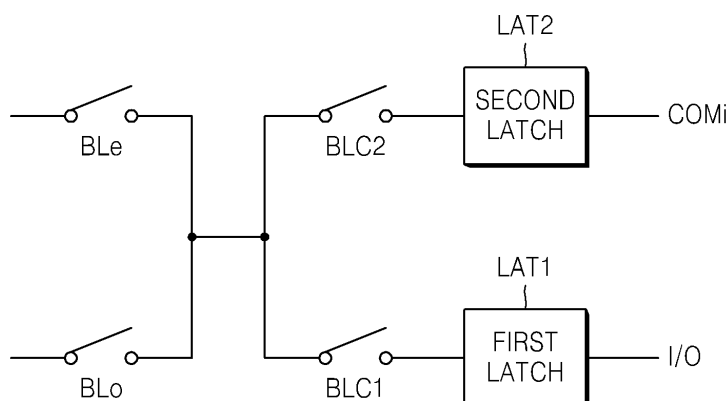 LAT2
SECOND
LATCH
COMi
BLe
BLC2
LAT1
FIRST
LATCH
I/O
BLo
BLC1